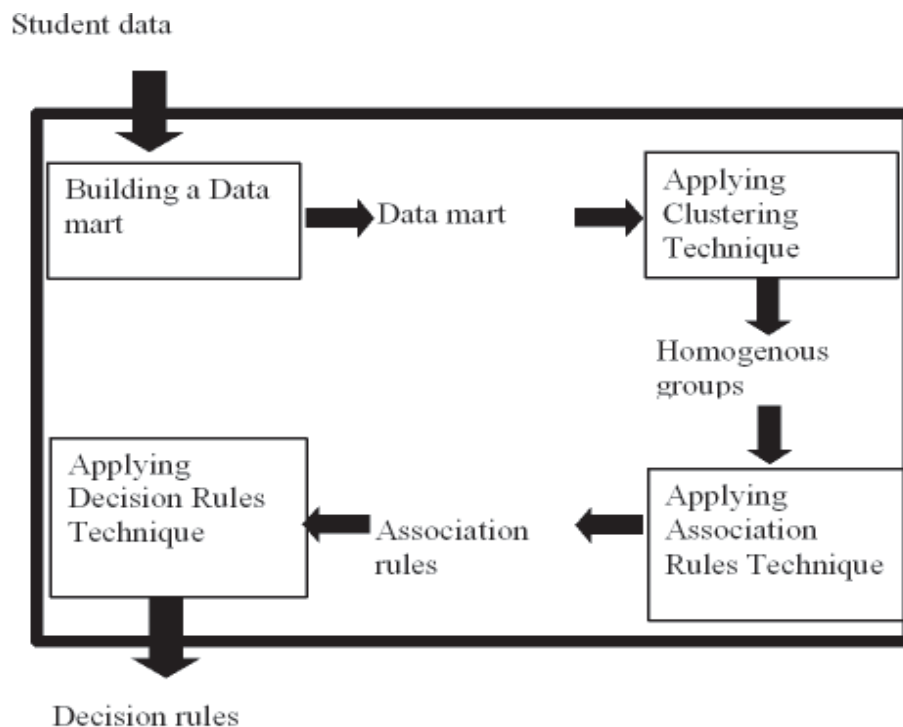 Student data
Building a Data
mart
Data mart
Applying
Clustering
Technique
Homogenous
groups
Applying
Association
Rules Technique
Association
rules
Applying
Decision Rules
Technique
Decision rules